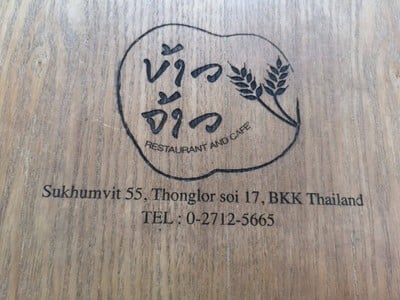 ข้าว
จ้าว
RESTAURANT AND CAFE
Sukhumvit 55, Thonglor soi 17, BKK Thailand
TEL : 0-2712-5665